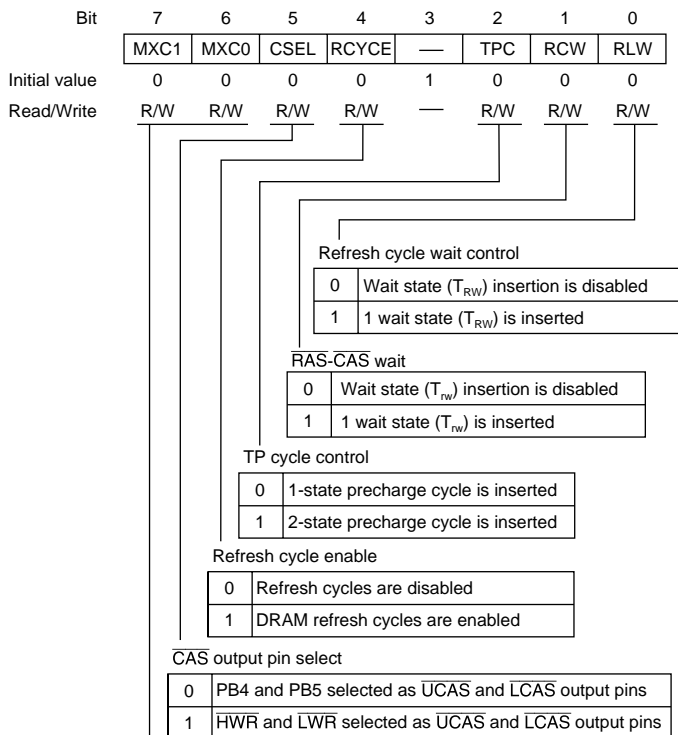 Bit 7 6 5 4 3 2 1 0
MXC1 MXC0 CSEL RCYCE — TPC RCW RLW
Initial value 0 0 0 0 1 0 0 0
Read/Write R/W R/W R/W R/W — R/W R/W R/W
Refresh cycle wait control
0 Wait state (TRW) insertion is disabled
1 1 wait state (TRW) is inserted
RAS-CAS wait
0 Wait state (Trw) insertion is disabled
1 1 wait state (Trw) is inserted
TP cycle control
0 1-state precharge cycle is inserted
1 2-state precharge cycle is inserted
Refresh cycle enable
0 Refresh cycles are disabled
1 DRAM refresh cycles are enabled
CAS output pin select
0 PB4 and PB5 selected as UCAS and LCAS output pins
1 HWR and LWR selected as UCAS and LCAS output pins